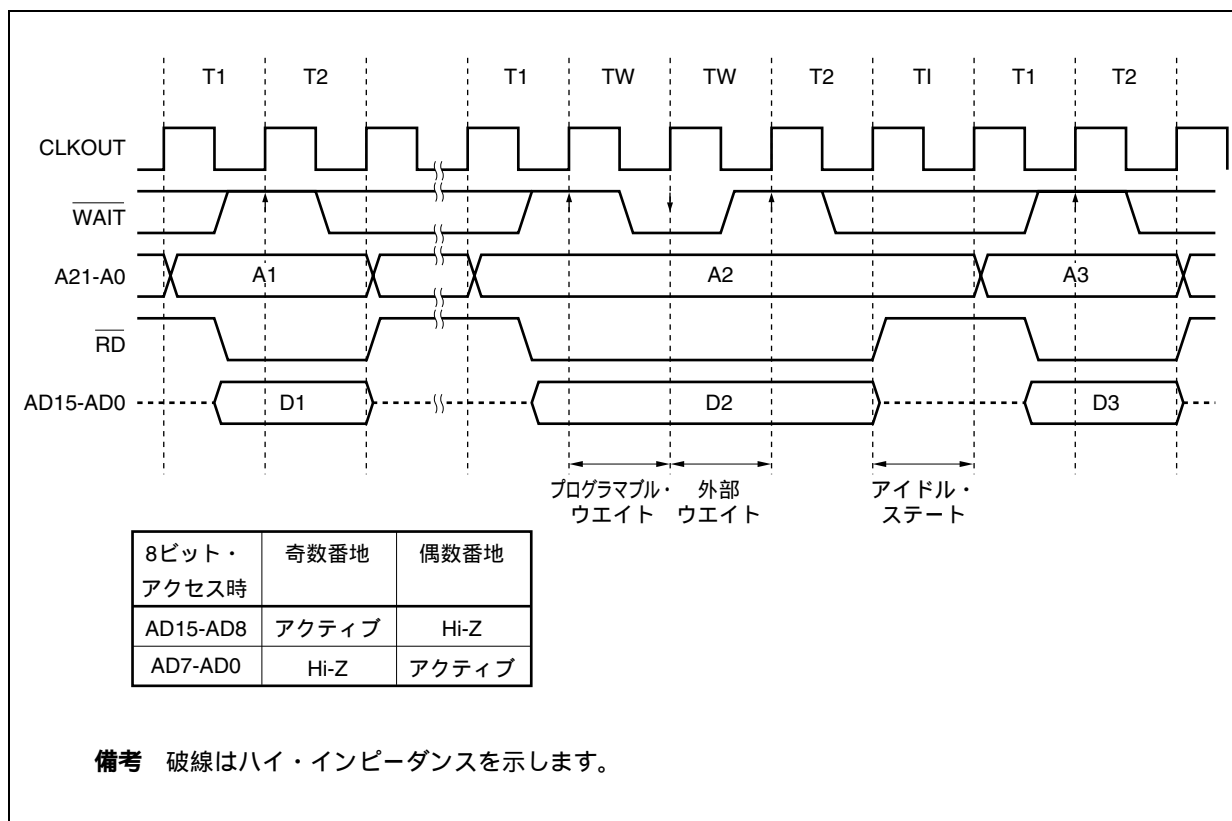 T1 T2 T1 TW TW T2 TI T1 T2
CLKOUT
WAIT
A21-A0 A1 A2 A3
RD
AD15-AD0 D1 D2 D3
プログラマブル・ 外部 アイドル・
ウエイト ウエイト ステート
8ビット・ 奇数番地 偶数番地
アクセス時
AD15-AD8 アクティブ Hi-Z
AD7-AD0 Hi-Z アクティブ
備考 破線はハイ・インピーダンスを示します。